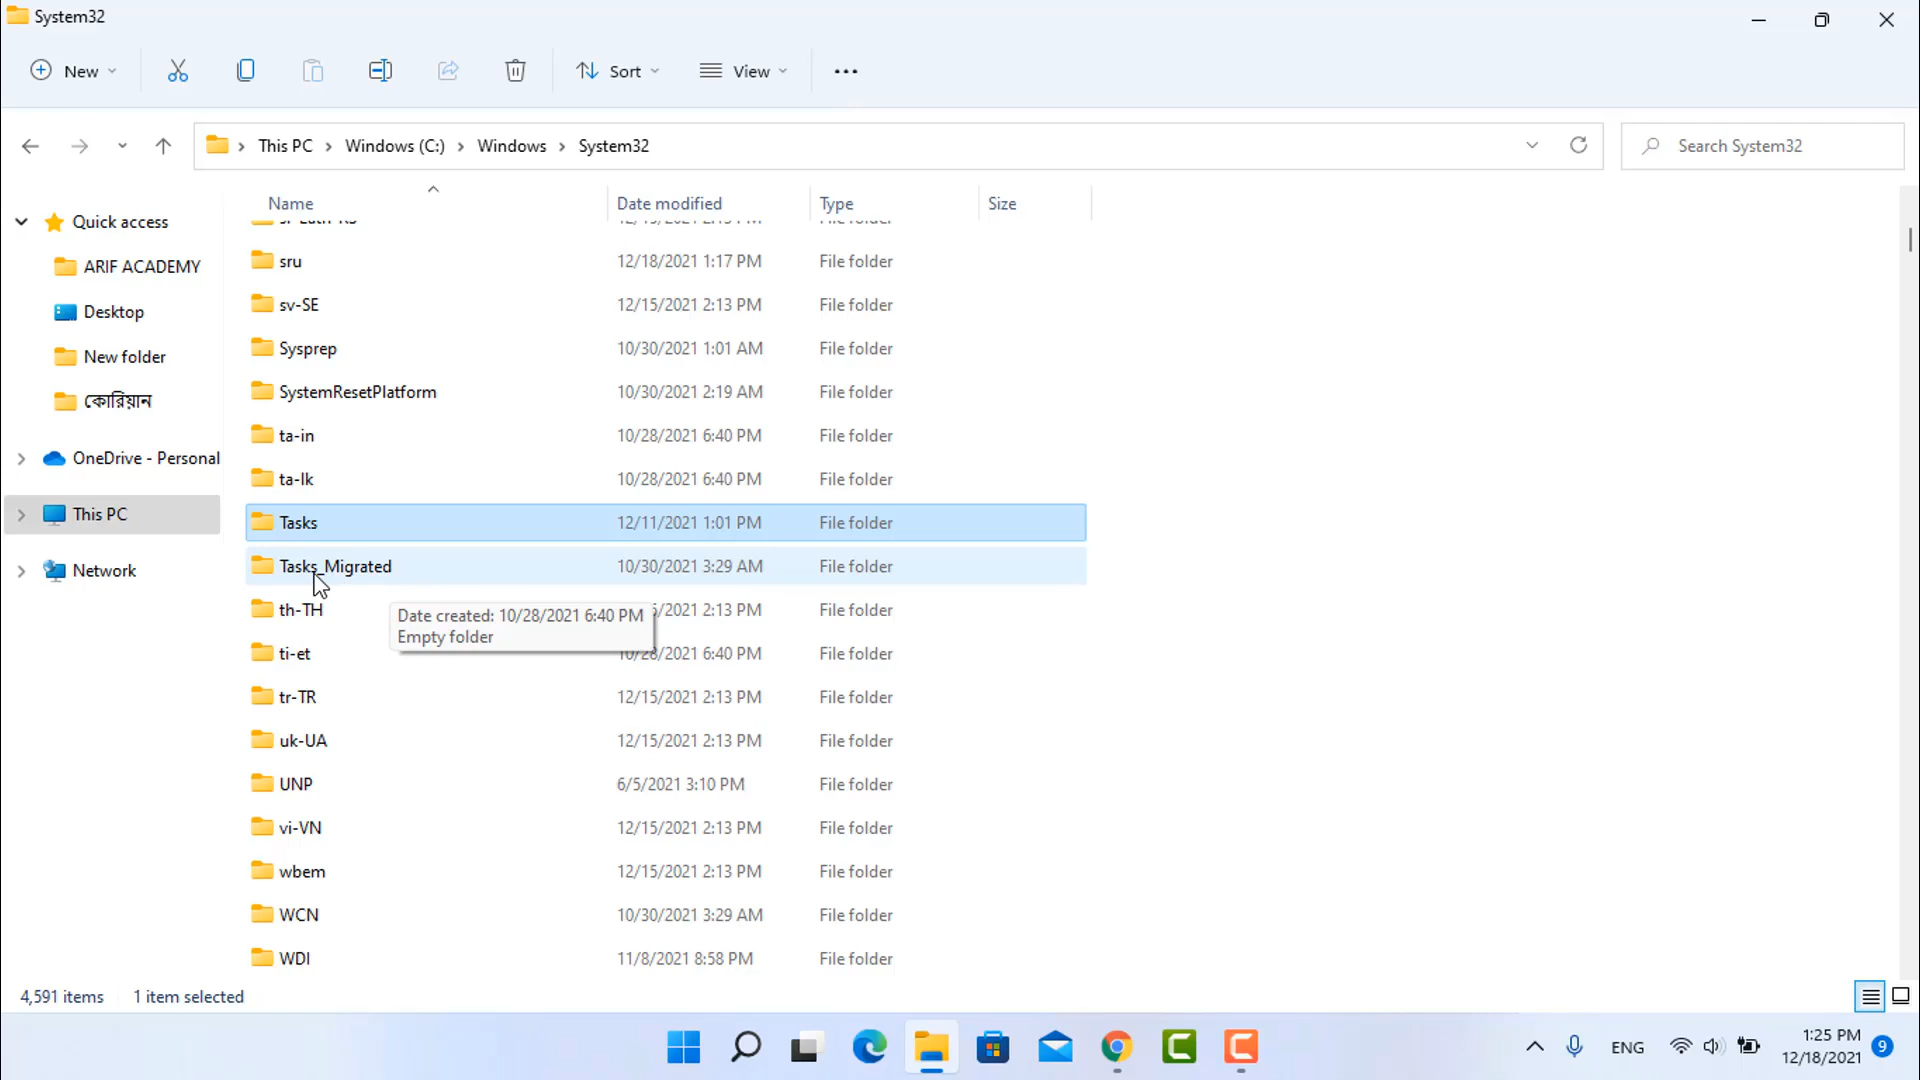 System32
New
Sort
View
This PC > Windows (C:) > Windows > System32
Search System32
Name Date modified Type Size
Quick access
ARIF ACADEMY
Desktop
New folder
কোরিয়ান
OneDrive - Personal
This PC
Network
sru 12/18/2021 1:17 PM File folder
sv-SE 12/15/2021 2:13 PM File folder
Sysprep 10/30/2021 1:01 AM File folder
SystemResetPlatform 10/30/2021 2:19 AM File folder
ta-in 10/28/2021 6:40 PM File folder
ta-lk 10/28/2021 6:40 PM File folder
Tasks 12/11/2021 1:01 PM File folder
Tasks_Migrated 10/30/2021 3:29 AM File folder
th-TH /2021 2:13 PM File folder
Date created: 10/28/2021 6:40 PM
Empty folder
ti-et 10/28/2021 6:40 PM File folder
tr-TR 12/15/2021 2:13 PM File folder
uk-UA 12/15/2021 2:13 PM File folder
UNP 6/5/2021 3:10 PM File folder
vi-VN 12/15/2021 2:13 PM File folder
wbem 12/15/2021 2:13 PM File folder
WCN 10/30/2021 3:29 AM File folder
WDI 11/8/2021 8:58 PM File folder
4,591 items 1 item selected
ENG
1:25 PM
12/18/2021
9